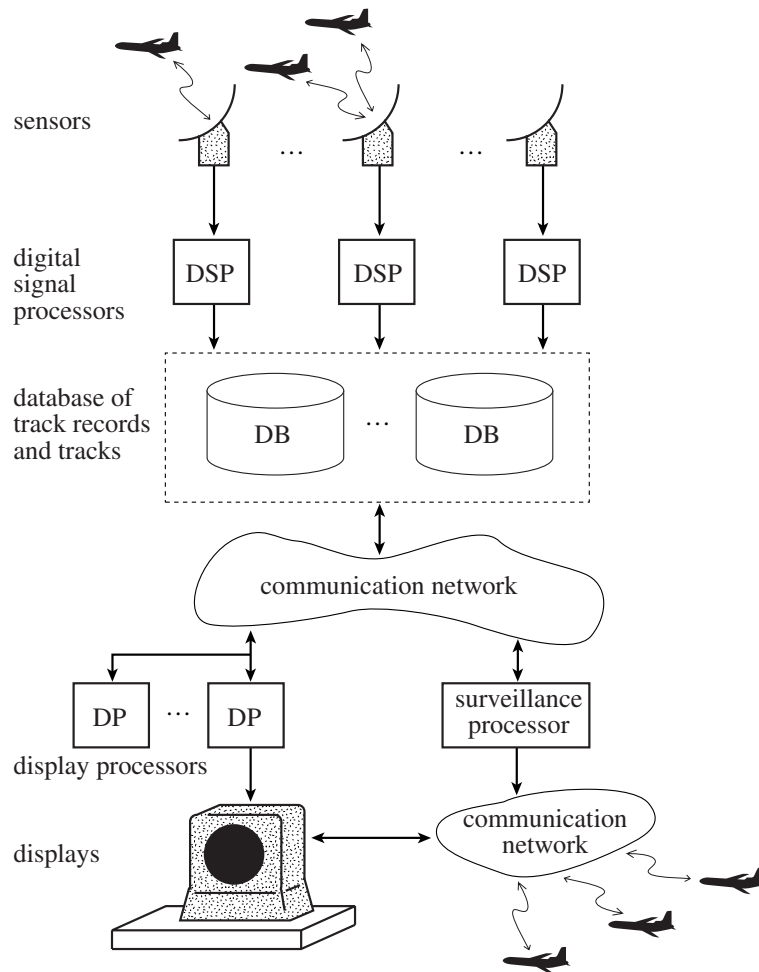 sensors
… …
digital
signal
processors
DSP DSP DSP
database of
track records
and tracks
DB … DB
communication network
DP … DP
surveillance
processor
display processors
displays
communication
network